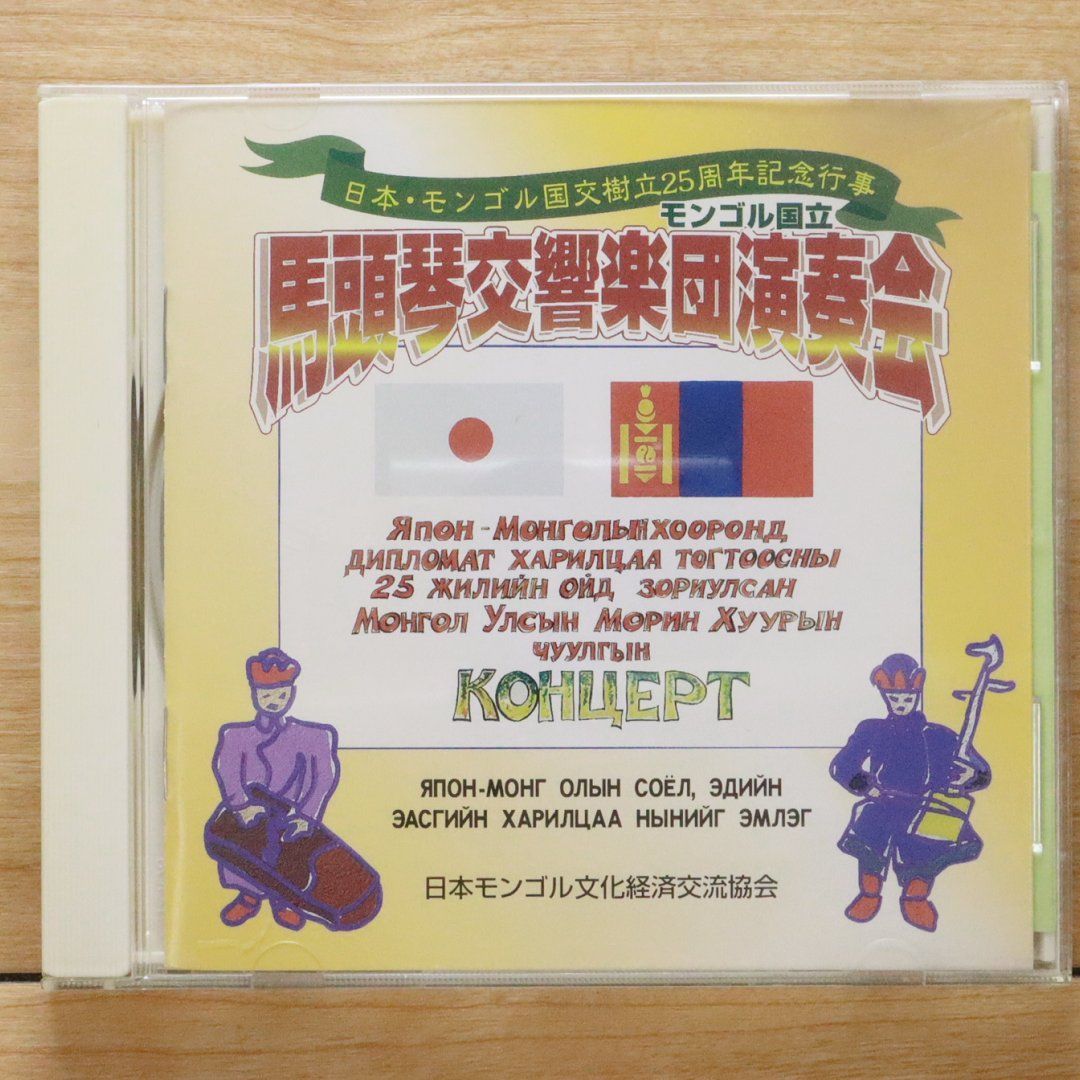 日本・モンゴル国交樹立25周年記念行事
モンゴル国立
馬頭琴交響楽団演奏会
Япон-Монголын хооронд
дипломат харилцаа тогтоосны
25 жилийн ойд зориулсан
Монгол Улсын Морин Хуурын
чуулгын
КОНЦЕРТ
ЯПОН-МОНГ ОЛЫН СОЁЛ, ЭДИЙН
ЭАСГИЙН ХАРИЛЦАА НЫНИЙГ ЭМЛЭГ
日本モンゴル文化経済交流協会